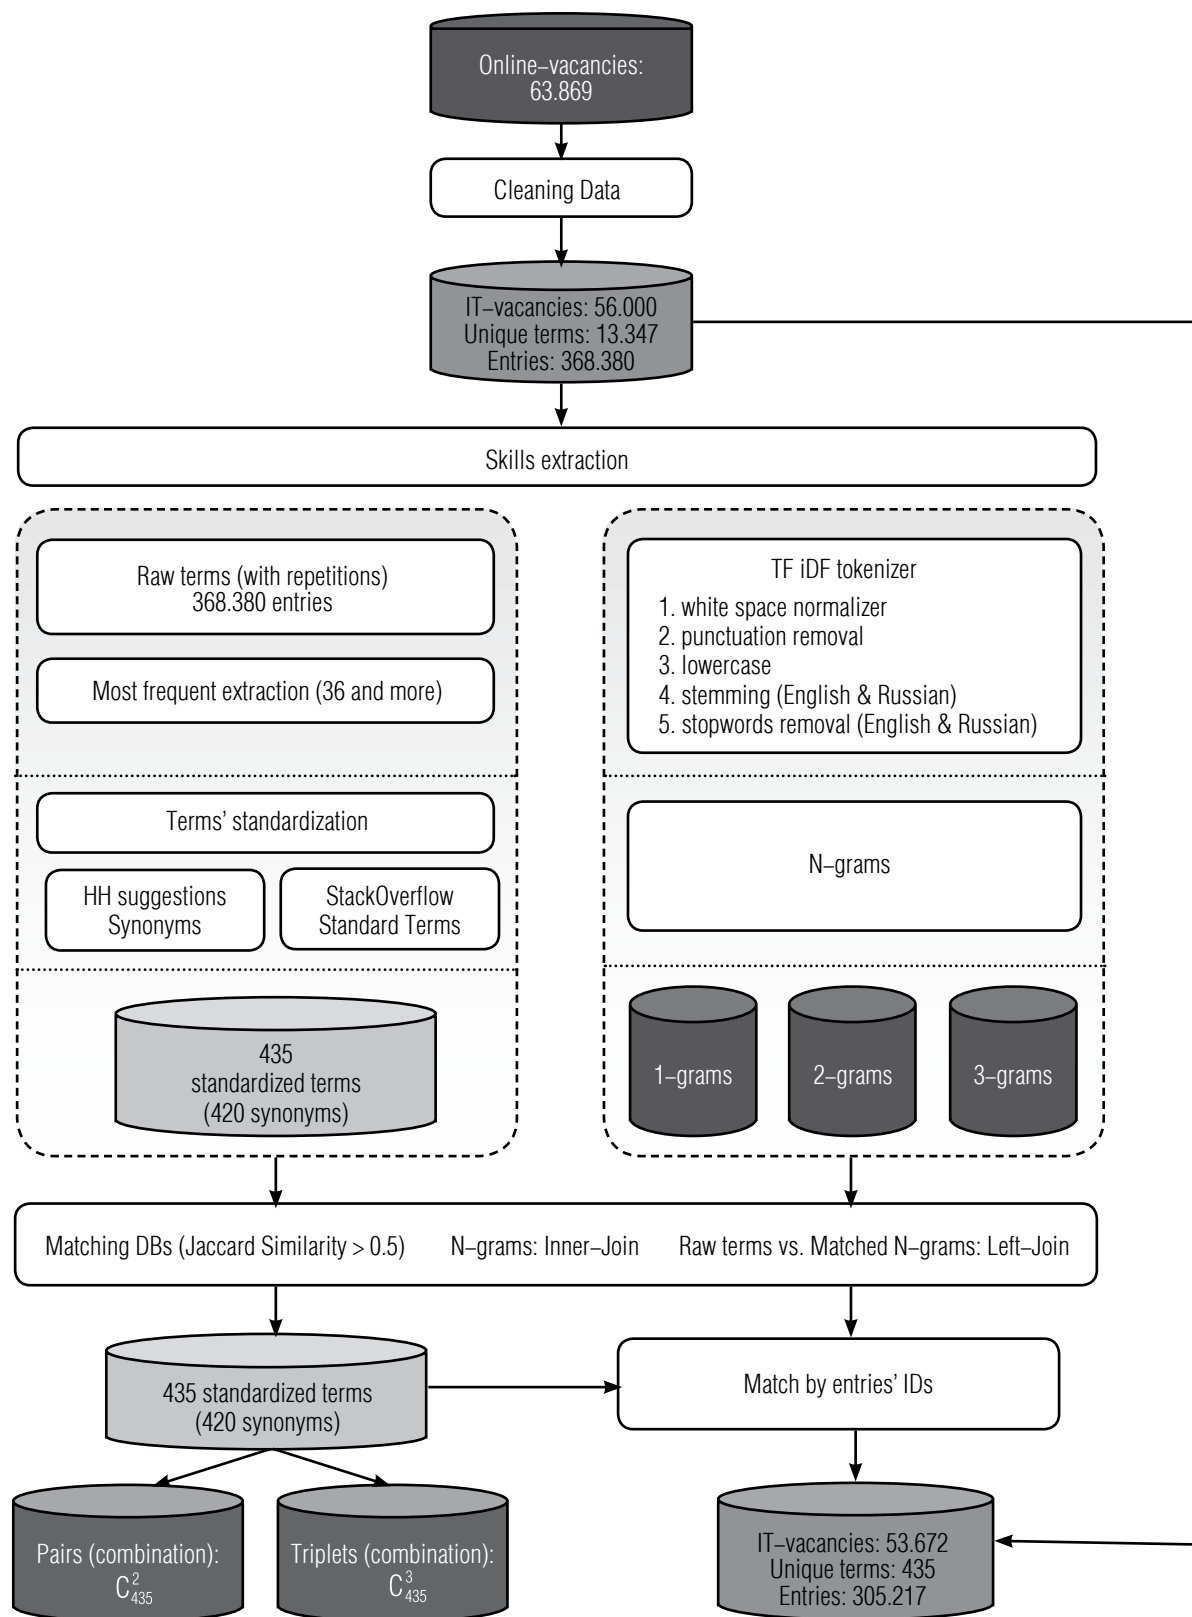 Online–vacancies:
63.869
Cleaning Data
IT–vacancies: 56.000
Unique terms: 13.347
Entries: 368.380
Skills extraction
Raw terms (with repetitions)
368.380 entries
Most frequent extraction (36 and more)
Terms’ standardization
HH suggestions
Synonyms
StackOverflow
Standard Terms
435
standardized terms
(420 synonyms)
TF iDF tokenizer
1. white space normalizer
2. punctuation removal
3. lowercase
4. stemming (English & Russian)
5. stopwords removal (English & Russian)
N–grams
1–grams
2–grams
3–grams
Matching DBs (Jaccard Similarity > 0.5)
N–grams: Inner–Join
Raw terms vs. Matched N–grams: Left–Join
435 standardized terms
(420 synonyms)
Match by entries’ IDs
Pairs (combination):
C²₄₃₅
Triplets (combination):
C³₄₃₅
IT–vacancies: 53.672
Unique terms: 435
Entries: 305.217